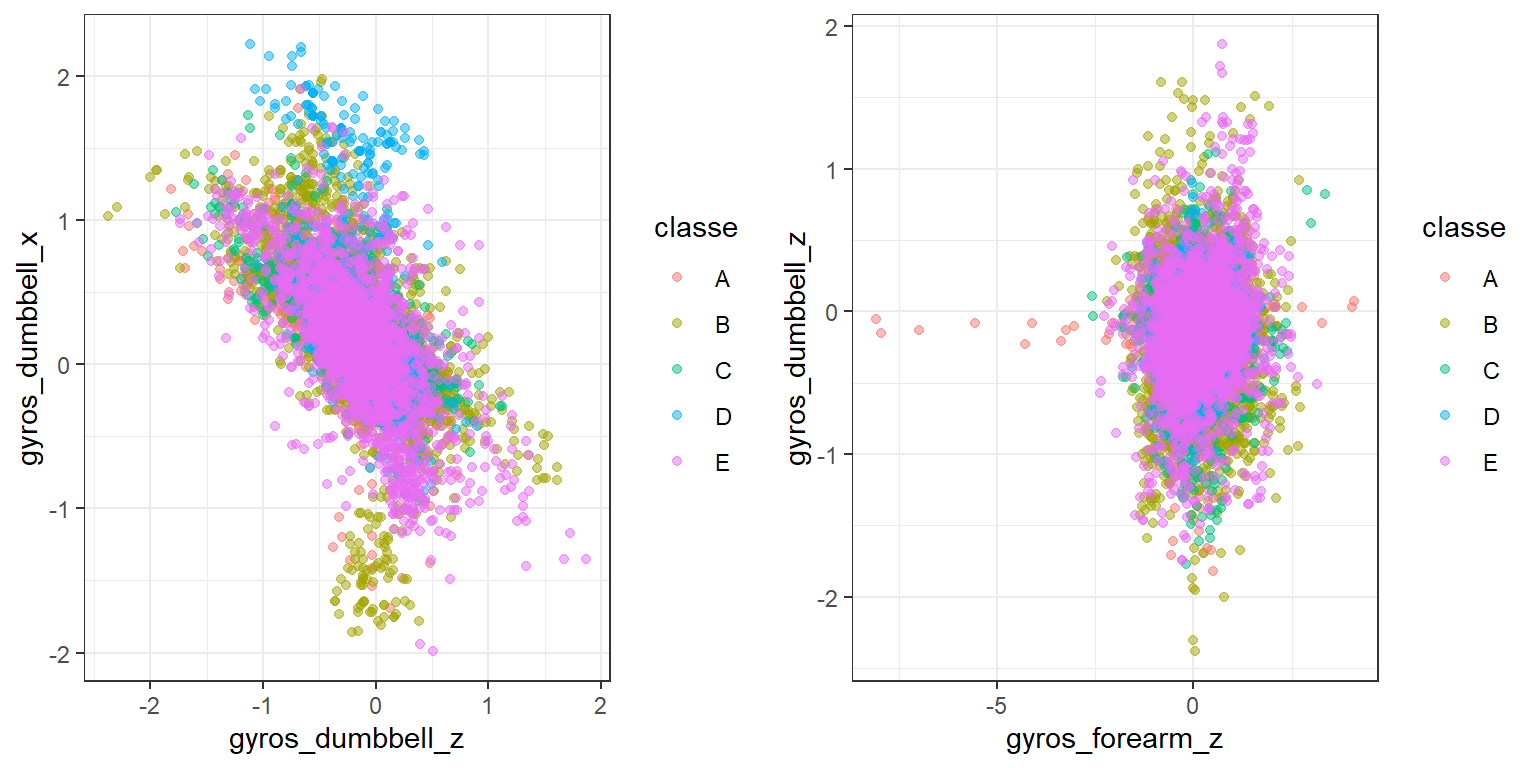 2
1
0
-1
-2
gyros_dumbbell_x
-2
-1
0
1
2
gyros_dumbbell_z
classe
A
B
C
D
E
2
1
0
-1
-2
gyros_dumbbell_z
-5
0
gyros_forearm_z
classe
A
B
C
D
E